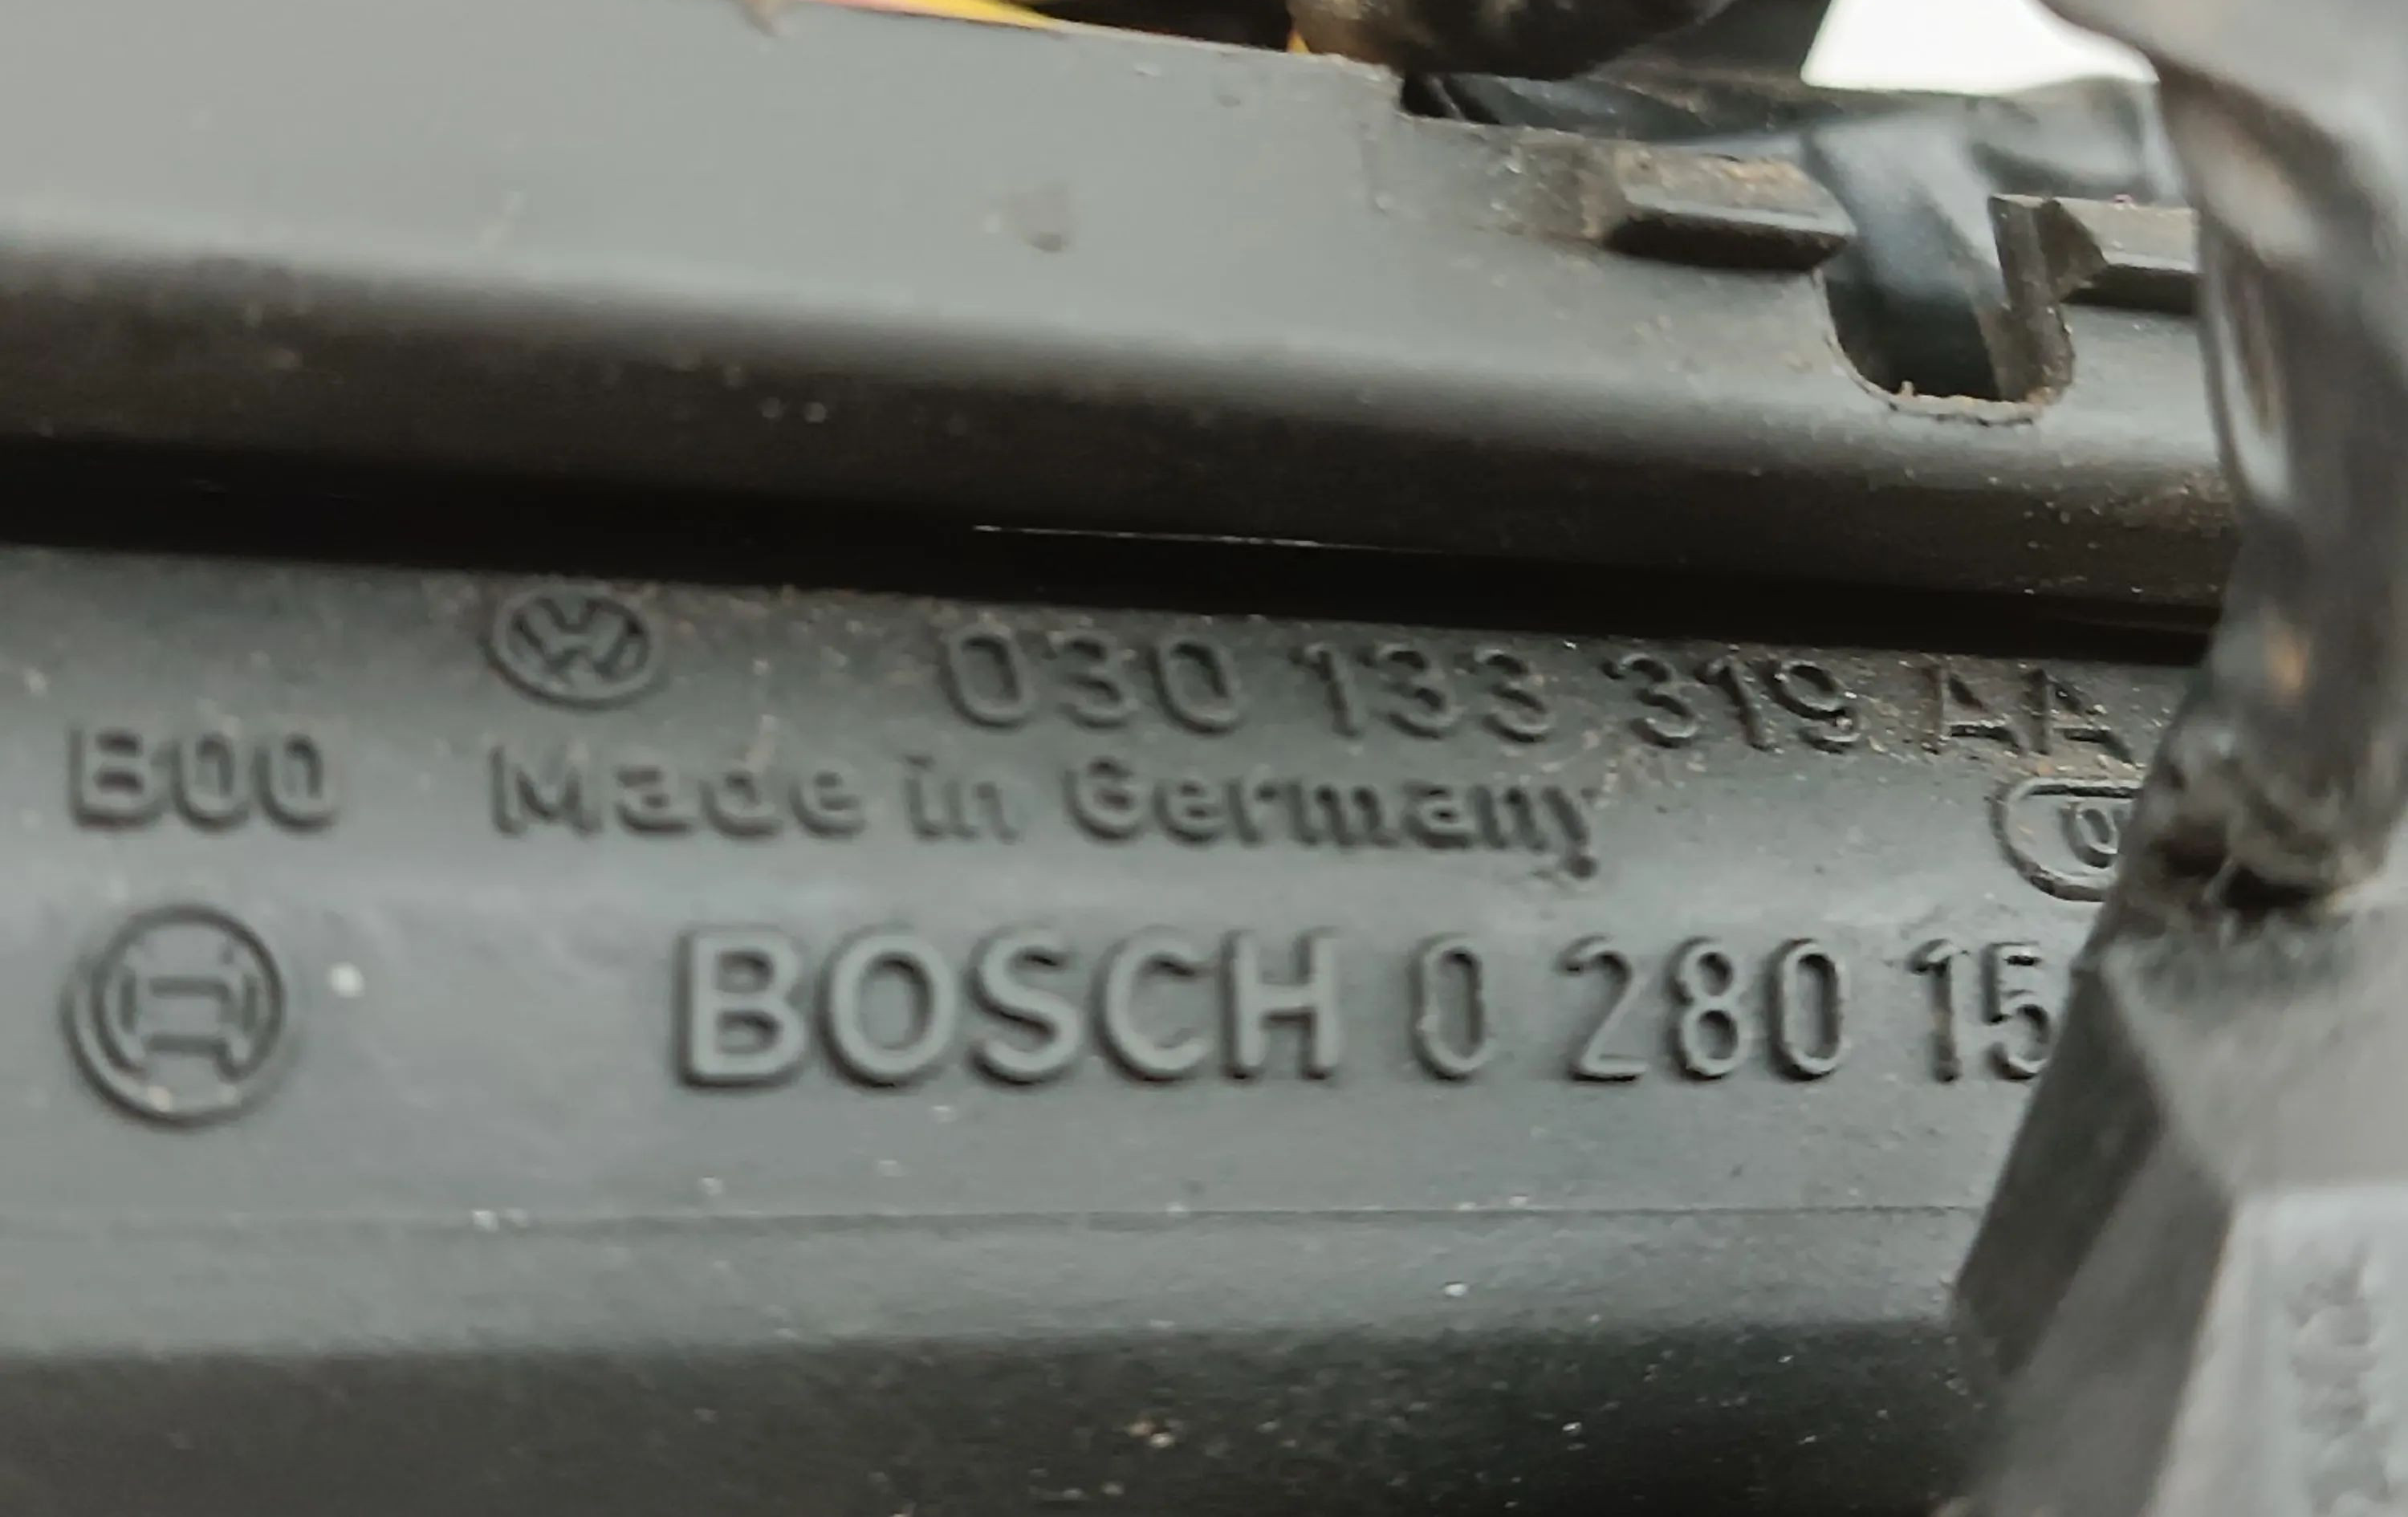 030 133 319 AA
B00 Made in Germany
BOSCH 0 280 15